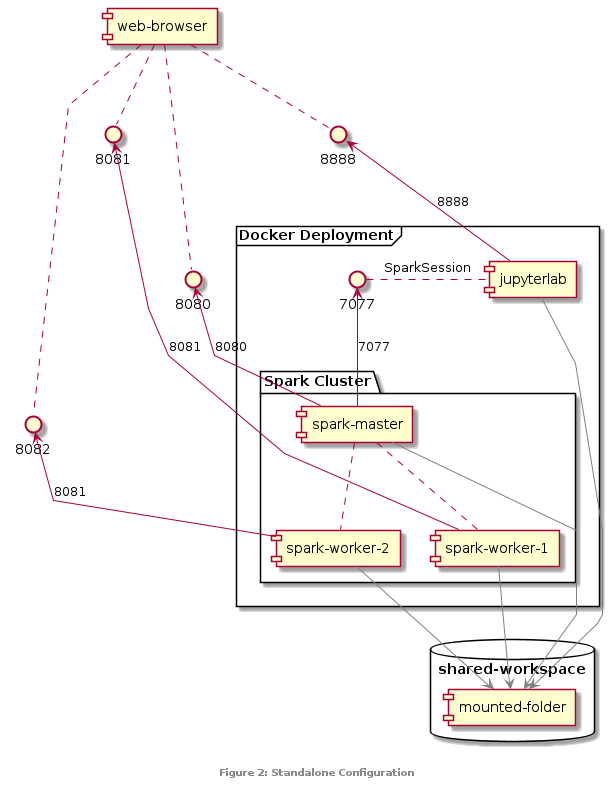 web-browser
8081
8888
8888
Docker Deployment
SparkSession
jupyterlab
8080
7077
8081
8080
7077
Spark Cluster
spark-master
8082
8081
spark-worker-2
spark-worker-1
shared-workspace
mounted-folder
Figure 2: Standalone Configuration